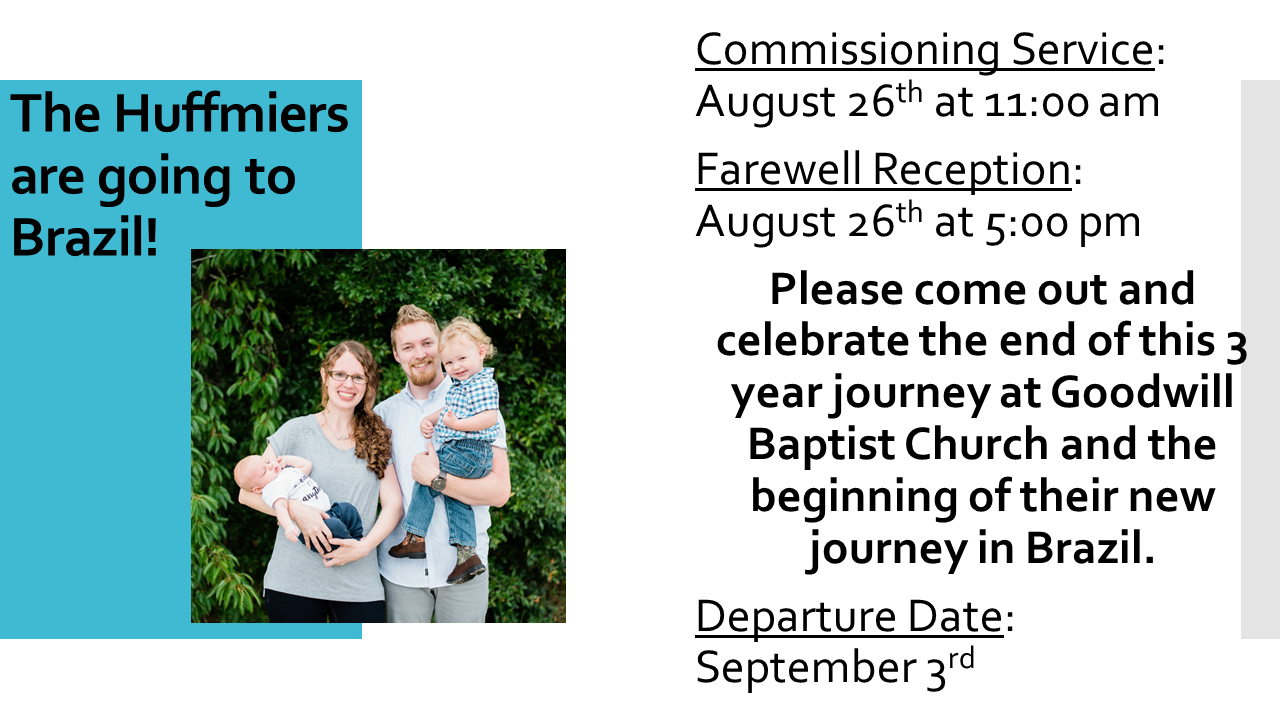 The Huffmiers
are going to
Brazil!
Commissioning Service:
August 26th at 11:00 am
Farewell Reception:
August 26th at 5:00 pm
Please come out and
celebrate the end of this 3
year journey at Goodwill
Baptist Church and the
beginning of their new
journey in Brazil.
Departure Date:
September 3rd